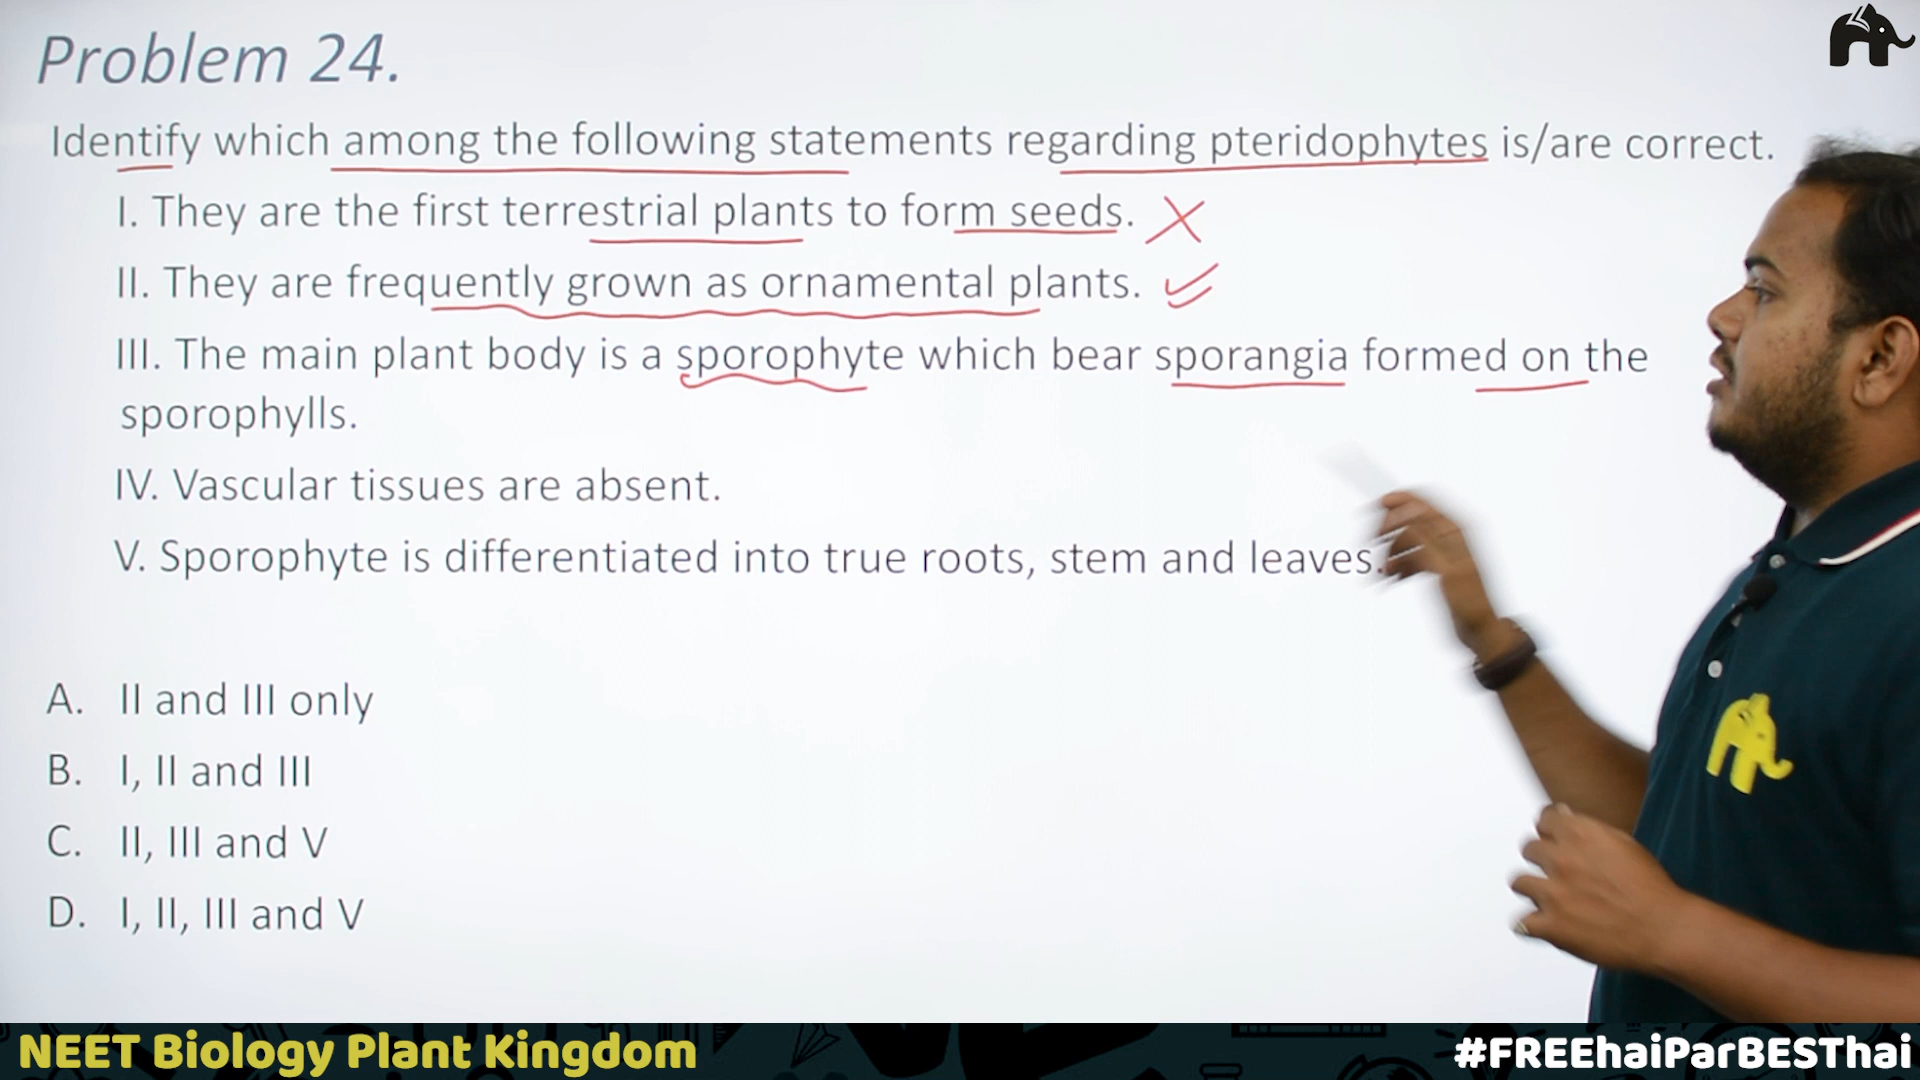 Problem 24.
Identify which among the following statements regarding pteridophytes is/are correct.
I. They are the first terrestrial plants to form seeds.
II. They are frequently grown as ornamental plants.
III. The main plant body is a sporophyte which bear sporangia formed on the
sporophylls.
IV. Vascular tissues are absent.
V. Sporophyte is differentiated into true roots, stem and leaves.
A. II and III only
B. I, II and III
C. II, III and V
D. I, II, III and V
NEET Biology Plant Kingdom
#FREEhaiParBESThai